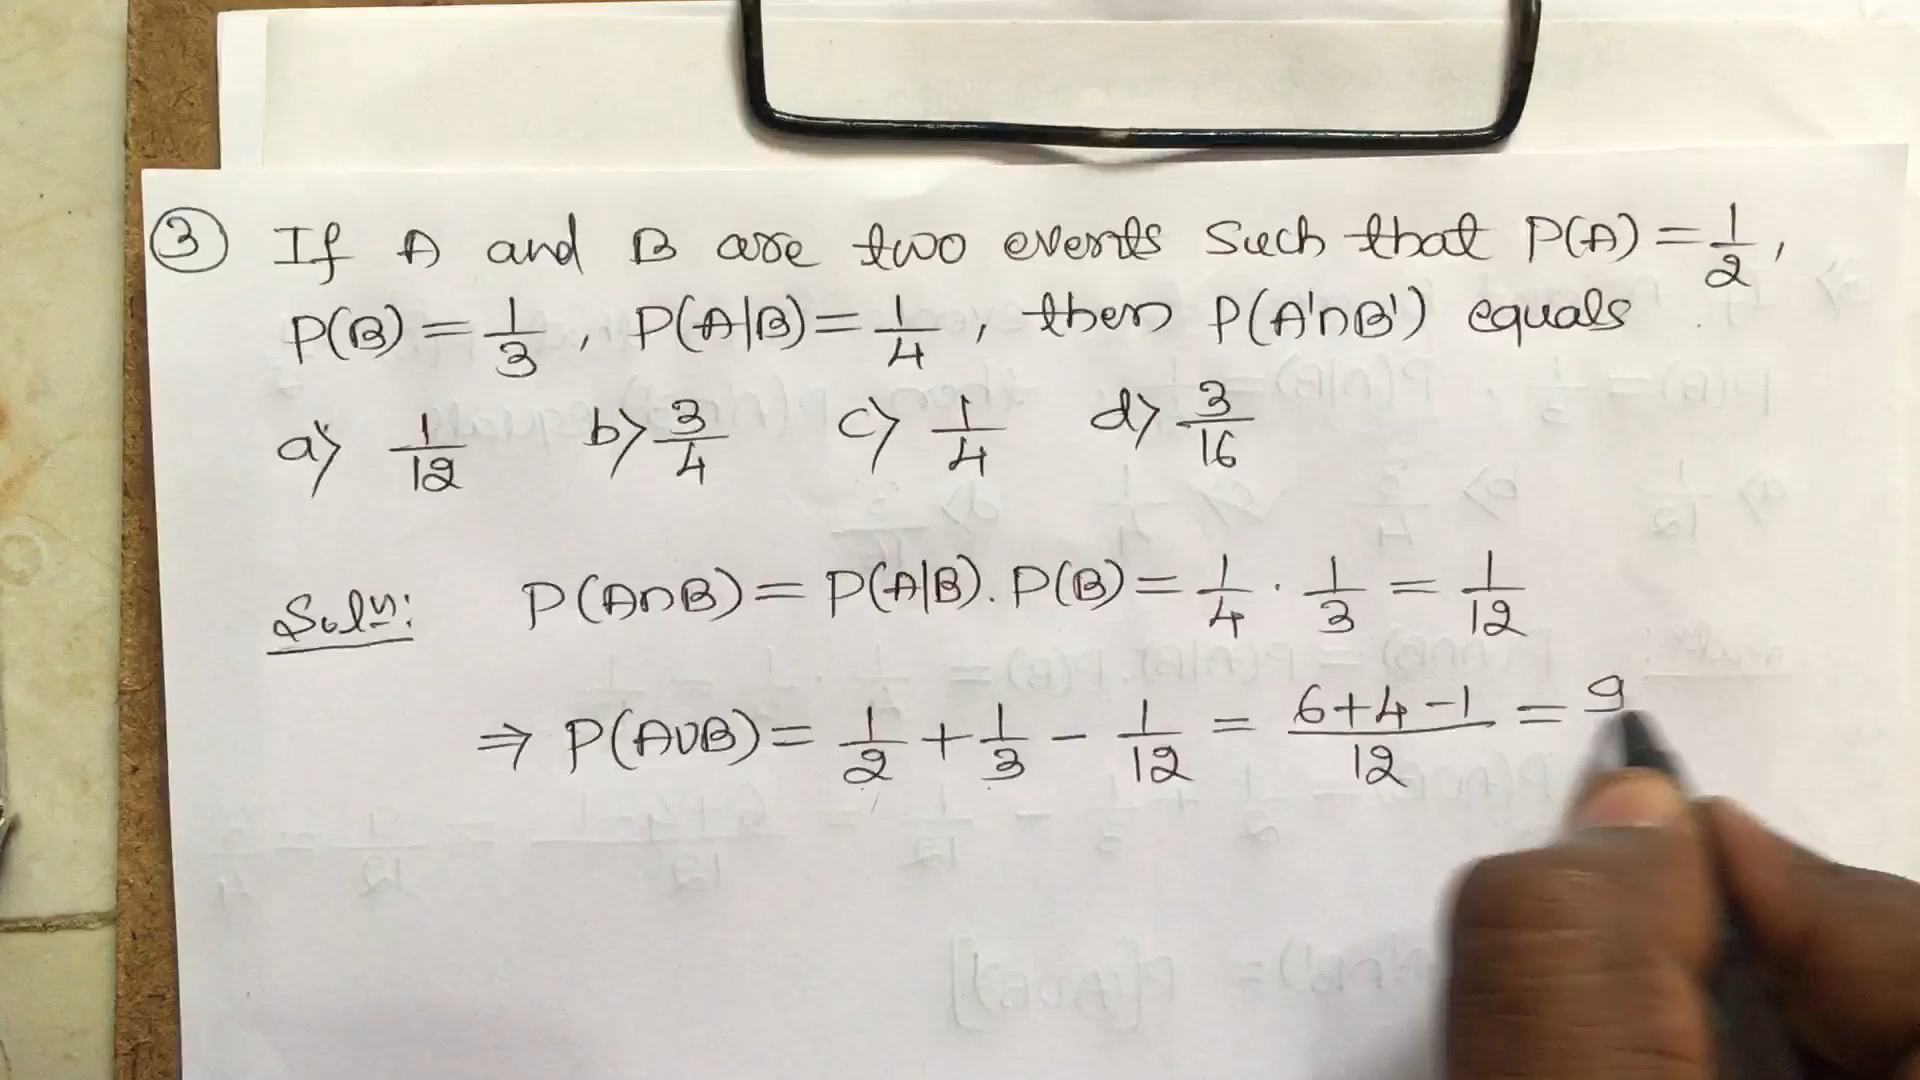 ③ If A and B are two events such that P(A) = 1/2,
P(B) = 1/3, P(A|B) = 1/4, then P(A'∩B') equals
a) 1/12 b) 3/4 c) 1/4 d) 3/16
Soln: P(A∩B) = P(A|B). P(B) = 1/4 · 1/3 = 1/12
⇒ P(A∪B) = 1/2 + 1/3 - 1/12 = (6+4-1)/12 = 9